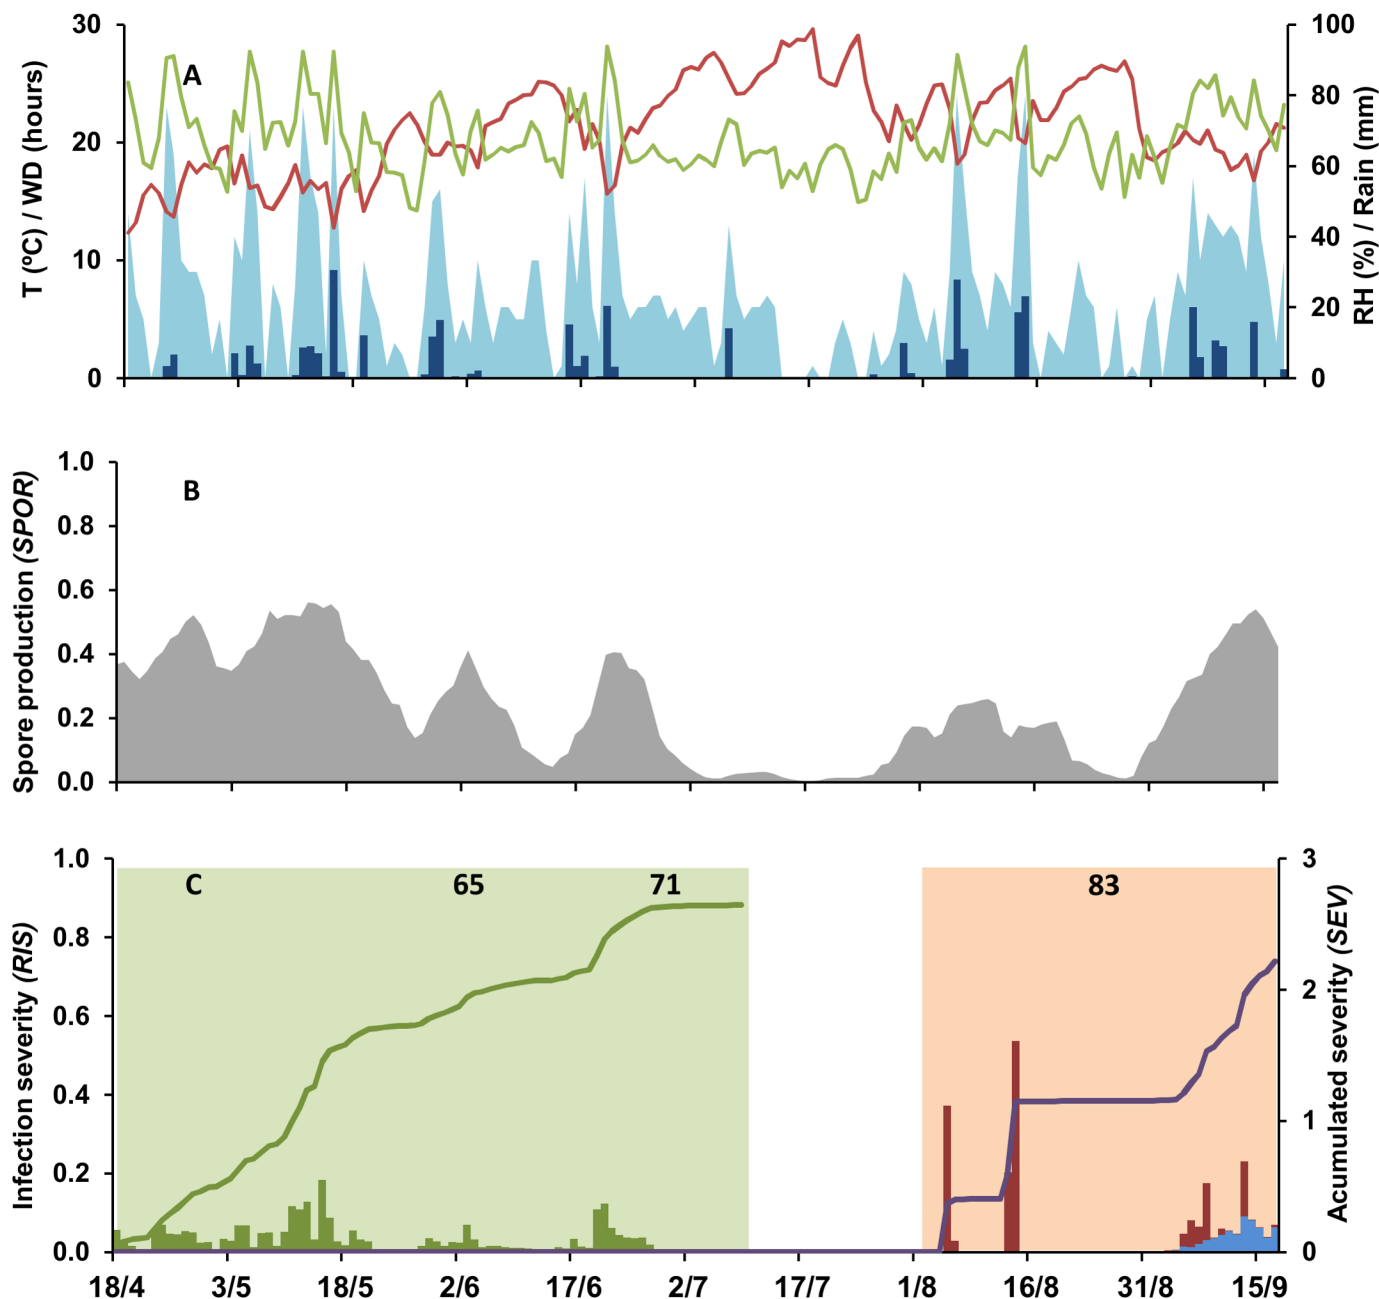 30
20
10
0
T (ºC) / WD (hours)
A
100
80
60
40
20
0
RH (%) / Rain (mm)
1.0
0.8
0.6
0.4
0.2
0.0
Spore production (SPOR)
B
1.0
0.8
0.6
0.4
0.2
0.0
Infection severity (RIS)
C 65 71 83
3
2
1
0
Acumulated severity (SEV)
18/4 3/5 18/5 2/6 17/6 2/7 17/7 1/8 16/8 31/8 15/9